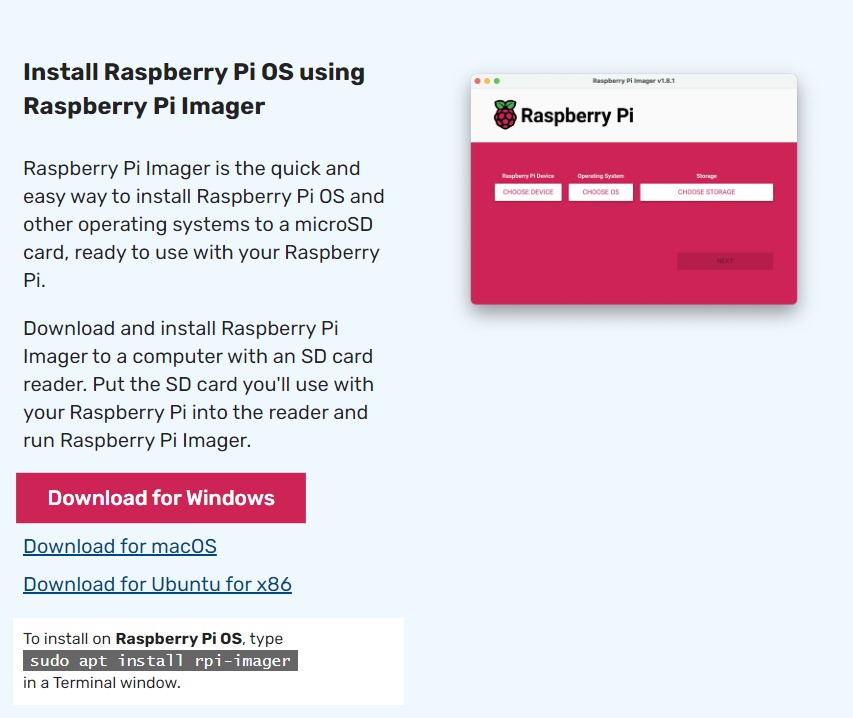 Install Raspberry Pi OS using
Raspberry Pi Imager
Raspberry Pi Imager is the quick and
easy way to install Raspberry Pi OS and
other operating systems to a microSD
card, ready to use with your Raspberry
Pi.
Download and install Raspberry Pi
Imager to a computer with an SD card
reader. Put the SD card you'll use with
your Raspberry Pi into the reader and
run Raspberry Pi Imager.
Download for Windows
Download for macOS
Download for Ubuntu for x86
To install on Raspberry Pi OS, type
sudo apt install rpi-imager
in a Terminal window.
Raspberry Pi Imager v1.8.1
Raspberry Pi
Raspberry Pi Device Operating System Storage
CHOOSE DEVICE CHOOSE OS CHOOSE STORAGE
NEXT